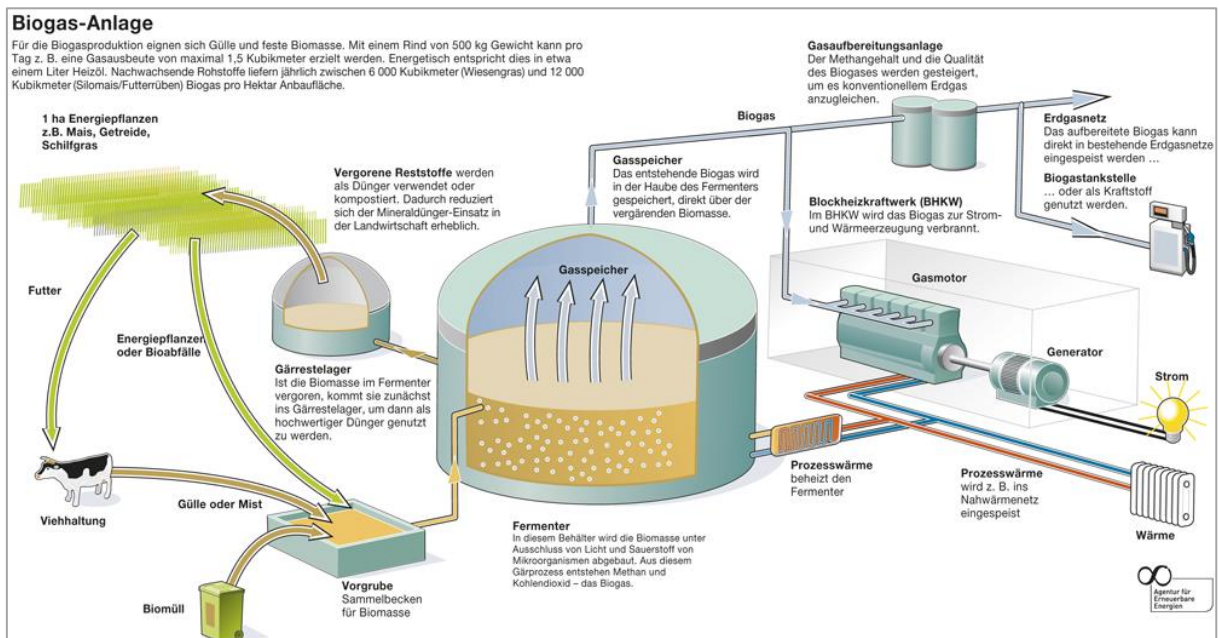 Biogas-Anlage
Für die Biogasproduktion eignen sich Gülle und feste Biomasse. Mit einem Rind von 500 kg Gewicht kann pro
Tag z. B. eine Gasausbeute von maximal 1,5 Kubikmeter erzielt werden. Energetisch entspricht dies in etwa
einem Liter Heizöl. Nachwachsende Rohstoffe liefern jährlich zwischen 6 000 Kubikmeter (Wiesengras) und 12 000
Kubikmeter (Silomais/Futterrüben) Biogas pro Hektar Anbaufläche.
1 ha Energiepflanzen
z.B. Mais, Getreide,
Schilfgras
Vergorene Reststoffe werden
als Dünger verwendet oder
kompostiert. Dadurch reduziert
sich der Mineraldünger-Einsatz in
der Landwirtschaft erheblich.
Futter
Energiepflanzen
oder Bioabfälle
Gärrestelager
Ist die Biomasse im Fermenter
vergoren, kommt sie zunächst
ins Gärrestelager, um dann als
hochwertiger Dünger genutzt
zu werden.
Viehhaltung
Gülle oder Mist
Biomüll
Vorgrube
Sammelbecken
für Biomasse
Gasspeicher
Das entstehende Biogas wird
in der Haube des Fermenters
gespeichert, direkt über der
vergärenden Biomasse.
Gasspeicher
Fermenter
In diesem Behälter wird die Biomasse unter
Ausschluss von Licht und Sauerstoff von
Mikroorganismen abgebaut. Aus diesem
Gärprozess entstehen Methan und
Kohlendioxid – das Biogas.
Biogas
Gasaufbereitungsanlage
Der Methangehalt und die Qualität
des Biogases werden gesteigert,
um es konventionellem Erdgas
anzugleichen.
Erdgasnetz
Das aufbereitete Biogas kann
direkt in bestehende Erdgasnetze
eingespeist werden ...
Biogastankstelle
... oder als Kraftstoff
genutzt werden.
Blockheizkraftwerk (BHKW)
Im BHKW wird das Biogas zur Strom-
und Wärmeerzeugung verbrannt.
Gasmotor
Generator
Strom
Prozesswärme
beheizt den
Fermenter
Prozesswärme
wird z. B. ins
Nahwärmenetz
eingespeist
Wärme
Agentur für
Erneuerbare
Energien